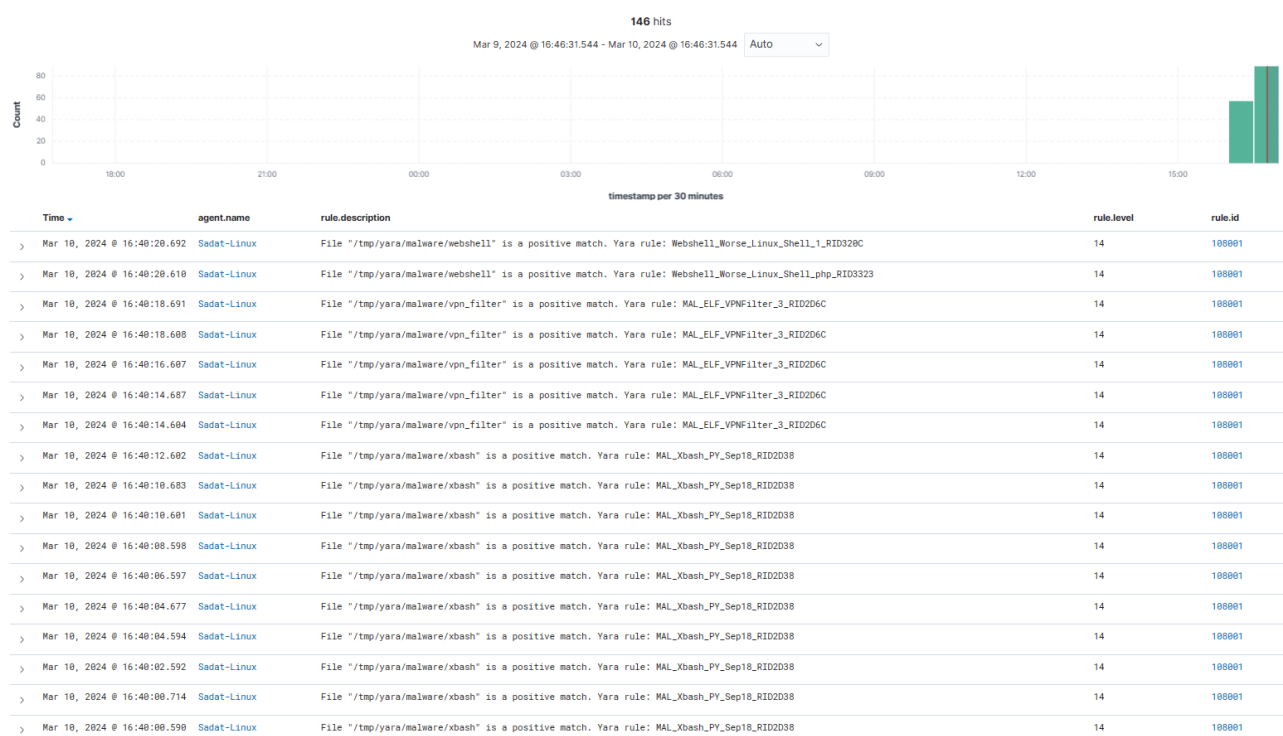 146 hits
Mar 9, 2024 @ 16:46:31.544 - Mar 10, 2024 @ 16:46:31.544 Auto
Count
80
60
40
20
0
18:00 21:00 00:00 03:00 06:00 09:00 12:00 15:00
timestamp per 30 minutes
Time agent.name rule.description rule.level rule.id
Mar 10, 2024 @ 16:40:20.692 Sadat-Linux File "/tmp/yara/malware/webshell" is a positive match. Yara rule: Webshell_Worse_Linux_Shell_1_RID320C 14 108001
Mar 10, 2024 @ 16:40:20.610 Sadat-Linux File "/tmp/yara/malware/webshell" is a positive match. Yara rule: Webshell_Worse_Linux_Shell_php_RID3323 14 108001
Mar 10, 2024 @ 16:40:18.691 Sadat-Linux File "/tmp/yara/malware/vpn_filter" is a positive match. Yara rule: MAL_ELF_VPNFilter_3_RID2D6C 14 108001
Mar 10, 2024 @ 16:40:18.608 Sadat-Linux File "/tmp/yara/malware/vpn_filter" is a positive match. Yara rule: MAL_ELF_VPNFilter_3_RID2D6C 14 108001
Mar 10, 2024 @ 16:40:16.607 Sadat-Linux File "/tmp/yara/malware/vpn_filter" is a positive match. Yara rule: MAL_ELF_VPNFilter_3_RID2D6C 14 108001
Mar 10, 2024 @ 16:40:14.687 Sadat-Linux File "/tmp/yara/malware/vpn_filter" is a positive match. Yara rule: MAL_ELF_VPNFilter_3_RID2D6C 14 108001
Mar 10, 2024 @ 16:40:14.604 Sadat-Linux File "/tmp/yara/malware/vpn_filter" is a positive match. Yara rule: MAL_ELF_VPNFilter_3_RID2D6C 14 108001
Mar 10, 2024 @ 16:40:12.602 Sadat-Linux File "/tmp/yara/malware/xbash" is a positive match. Yara rule: MAL_Xbash_PY_Sep18_RID2D38 14 108001
Mar 10, 2024 @ 16:40:10.683 Sadat-Linux File "/tmp/yara/malware/xbash" is a positive match. Yara rule: MAL_Xbash_PY_Sep18_RID2D38 14 108001
Mar 10, 2024 @ 16:40:10.601 Sadat-Linux File "/tmp/yara/malware/xbash" is a positive match. Yara rule: MAL_Xbash_PY_Sep18_RID2D38 14 108001
Mar 10, 2024 @ 16:40:08.598 Sadat-Linux File "/tmp/yara/malware/xbash" is a positive match. Yara rule: MAL_Xbash_PY_Sep18_RID2D38 14 108001
Mar 10, 2024 @ 16:40:06.597 Sadat-Linux File "/tmp/yara/malware/xbash" is a positive match. Yara rule: MAL_Xbash_PY_Sep18_RID2D38 14 108001
Mar 10, 2024 @ 16:40:04.677 Sadat-Linux File "/tmp/yara/malware/xbash" is a positive match. Yara rule: MAL_Xbash_PY_Sep18_RID2D38 14 108001
Mar 10, 2024 @ 16:40:04.594 Sadat-Linux File "/tmp/yara/malware/xbash" is a positive match. Yara rule: MAL_Xbash_PY_Sep18_RID2D38 14 108001
Mar 10, 2024 @ 16:40:02.592 Sadat-Linux File "/tmp/yara/malware/xbash" is a positive match. Yara rule: MAL_Xbash_PY_Sep18_RID2D38 14 108001
Mar 10, 2024 @ 16:40:00.714 Sadat-Linux File "/tmp/yara/malware/xbash" is a positive match. Yara rule: MAL_Xbash_PY_Sep18_RID2D38 14 108001
Mar 10, 2024 @ 16:40:00.590 Sadat-Linux File "/tmp/yara/malware/xbash" is a positive match. Yara rule: MAL_Xbash_PY_Sep18_RID2D38 14 108001